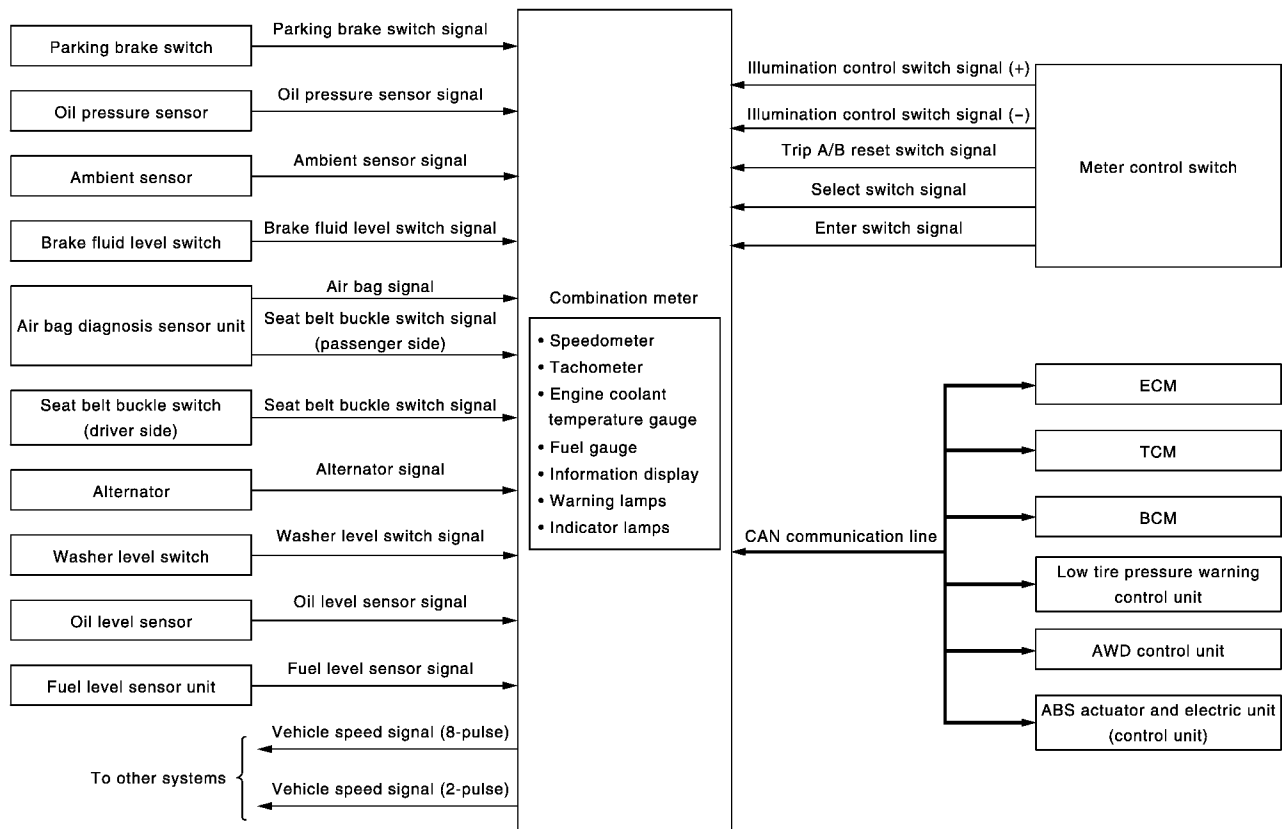 Parking brake switch
Parking brake switch signal
Oil pressure sensor
Oil pressure sensor signal
Ambient sensor
Ambient sensor signal
Brake fluid level switch
Brake fluid level switch signal
Air bag diagnosis sensor unit
Air bag signal
Seat belt buckle switch signal
(passenger side)
Seat belt buckle switch
(driver side)
Seat belt buckle switch signal
Alternator
Alternator signal
Washer level switch
Washer level switch signal
Oil level sensor
Oil level sensor signal
Fuel level sensor unit
Fuel level sensor signal
To other systems
Vehicle speed signal (8-pulse)
Vehicle speed signal (2-pulse)
Combination meter
• Speedometer
• Tachometer
• Engine coolant
temperature gauge
• Fuel gauge
• Information display
• Warning lamps
• Indicator lamps
Illumination control switch signal (+)
Illumination control switch signal (−)
Trip A/B reset switch signal
Select switch signal
Enter switch signal
Meter control switch
CAN communication line
ECM
TCM
BCM
Low tire pressure warning
control unit
AWD control unit
ABS actuator and electric unit
(control unit)